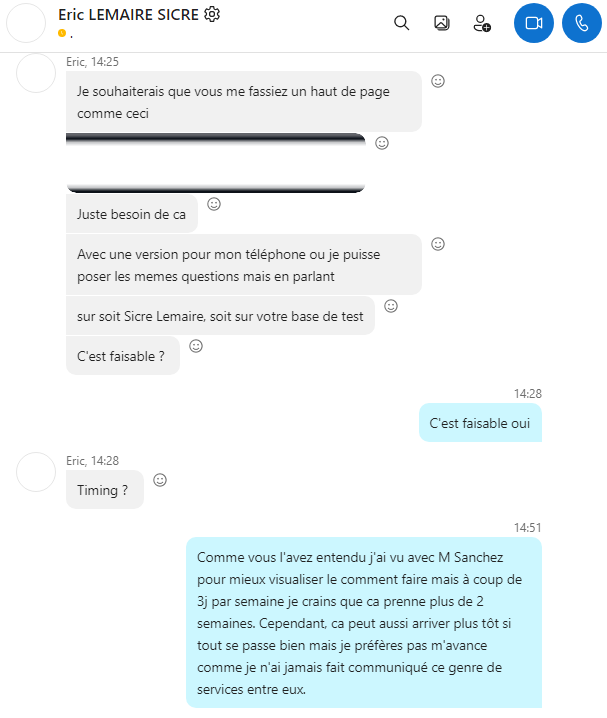 Eric LEMAIRE SICRE
.
Eric, 14:25
Je souhaiterais que vous me fassiez un haut de page
comme ceci
Juste besoin de ca
Avec une version pour mon téléphone ou je puisse
poser les memes questions mais en parlant
sur soit Sicre Lemaire, soit sur votre base de test
C'est faisable ?
14:28
C'est faisable oui
Eric, 14:28
Timing ?
14:51
Comme vous l'avez entendu j'ai vu avec M Sanchez
pour mieux visualiser le comment faire mais à coup de
3j par semaine je crains que ca prenne plus de 2
semaines. Cependant, ca peut aussi arriver plus tôt si
tout se passe bien mais je préfères pas m'avance
comme je n'ai jamais fait communiqué ce genre de
services entre eux.